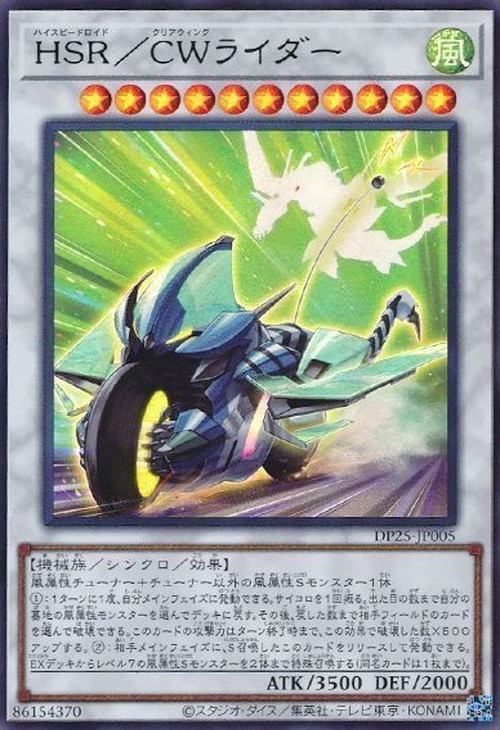 ハイスピードロイド クリアウィング
HSR／CWライダー
かぜ
風
DP25-JP005
【機械族／シンクロ／効果】
風属性チューナー＋チューナー以外の風属性Sモンスター1体
①：1ターンに1度、自分メインフェイズに発動できる。サイコロを1回振る。出た目の数まで自分の
墓地の風属性モンスターを選んでデッキに戻す。その後、戻した数まで相手フィールドのカード
を選んで破壊できる。このカードの攻撃力はターン終了時まで、この効果で破壊した数×500
アップする。②：相手メインフェイズに、S召喚したこのカードをリリースして発動できる。
EXデッキからレベル7の風属性Sモンスターを2体まで特殊召喚する(同名カードは1枚まで)。
ATK/3500 DEF/2000
86154370 ©スタジオ・ダイス／集英社・テレビ東京・KONAMI